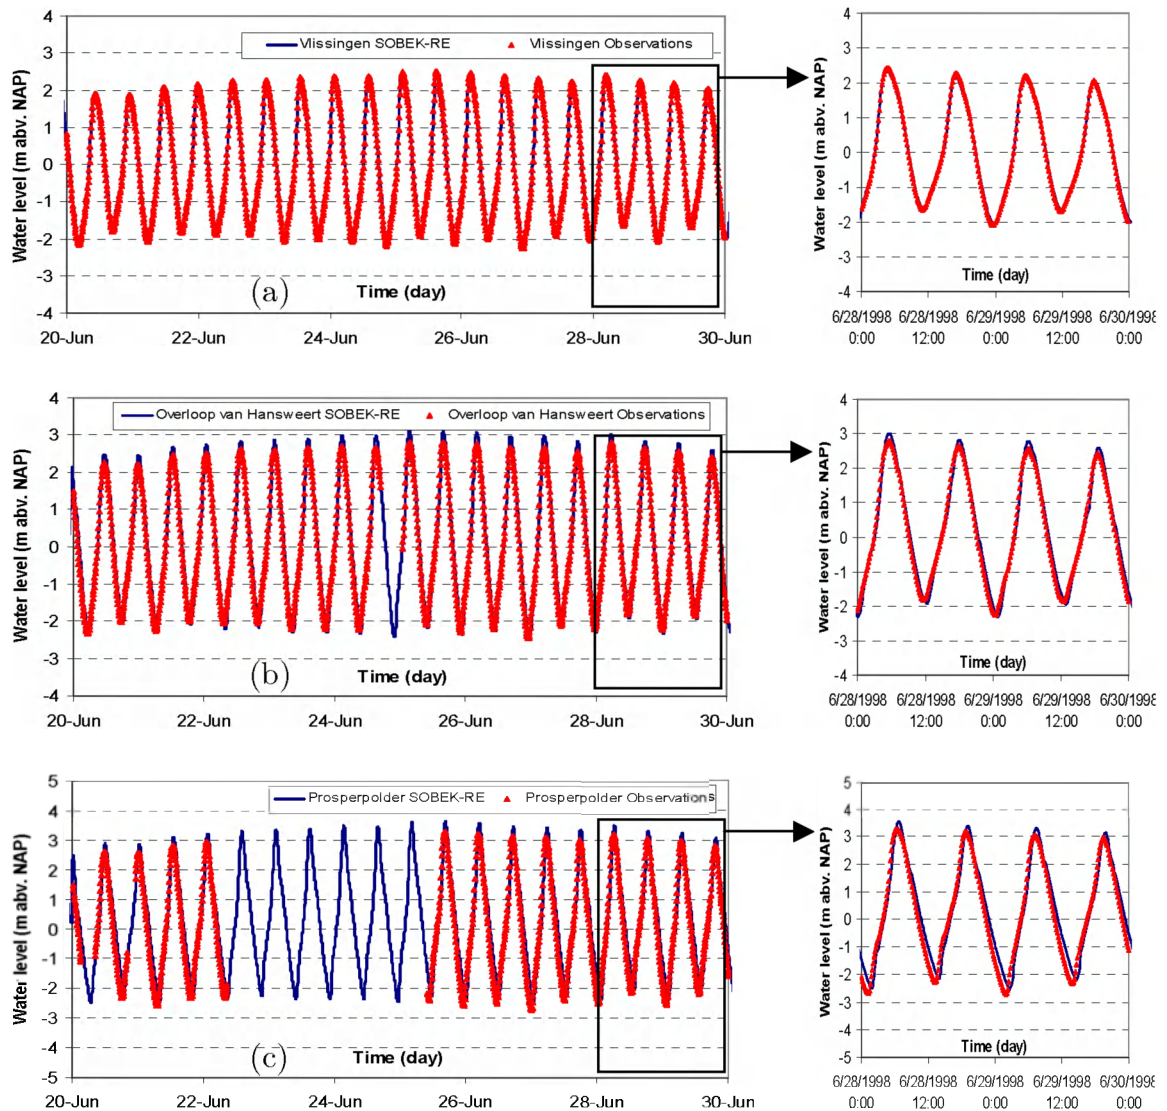 Vlissingen SOBEK-RE Vlissingen Observations
Water level (m abv. NAP)
4
3
2
1
0
-1
-2
-3
-4
(a)
Time (day)
20-Jun 22-Jun 24-Jun 26-Jun 28-Jun 30-Jun
Water level (m abv. NAP)
4
3
2
1
0
-1
-2
-3
-4
Time (day)
6/28/1998 6/28/1998 6/29/1998 6/29/1998 6/30/1998
0:00 12:00 0:00 12:00 0:00
Overloop van Hansweert SOBEK-RE Overloop van Hansweert Observations
Water level (m abv. NAP)
4
3
2
1
0
-1
-2
-3
-4
(b)
Time (day)
20-Jun 22-Jun 24-Jun 26-Jun 28-Jun 30-Jun
Water level (m abv. NAP)
4
3
2
1
0
-1
-2
-3
-4
Time (day)
6/28/1998 6/28/1998 6/29/1998 6/29/1998 6/30/1998
0:00 12:00 0:00 12:00 0:00
Prosperpolder SOBEK-RE Prosperpolder Observations
Water level (m abv. NAP)
5
4
3
2
1
0
-1
-2
-3
-4
-5
(c)
Time (day)
20-Jun 22-Jun 24-Jun 26-Jun 28-Jun 30-Jun
Water level (m abv. NAP)
5
4
3
2
1
0
-1
-2
-3
-4
-5
Time (day)
6/28/1998 6/28/1998 6/29/1998 6/29/1998 6/30/1998
0:00 12:00 0:00 12:00 0:00